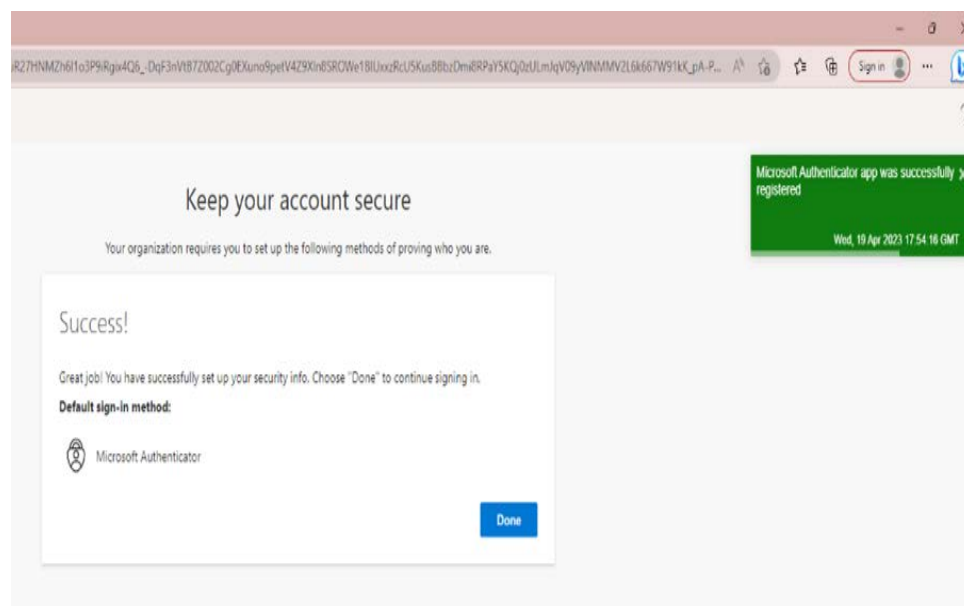 Sign in
Keep your account secure
Your organization requires you to set up the following methods of proving who you are.
Microsoft Authenticator app was successfully
registered
Wed, 19 Apr 2023 17:54:16 GMT
Success!
Great job! You have successfully set up your security info. Choose "Done" to continue signing in.
Default sign-in method:
Microsoft Authenticator
Done